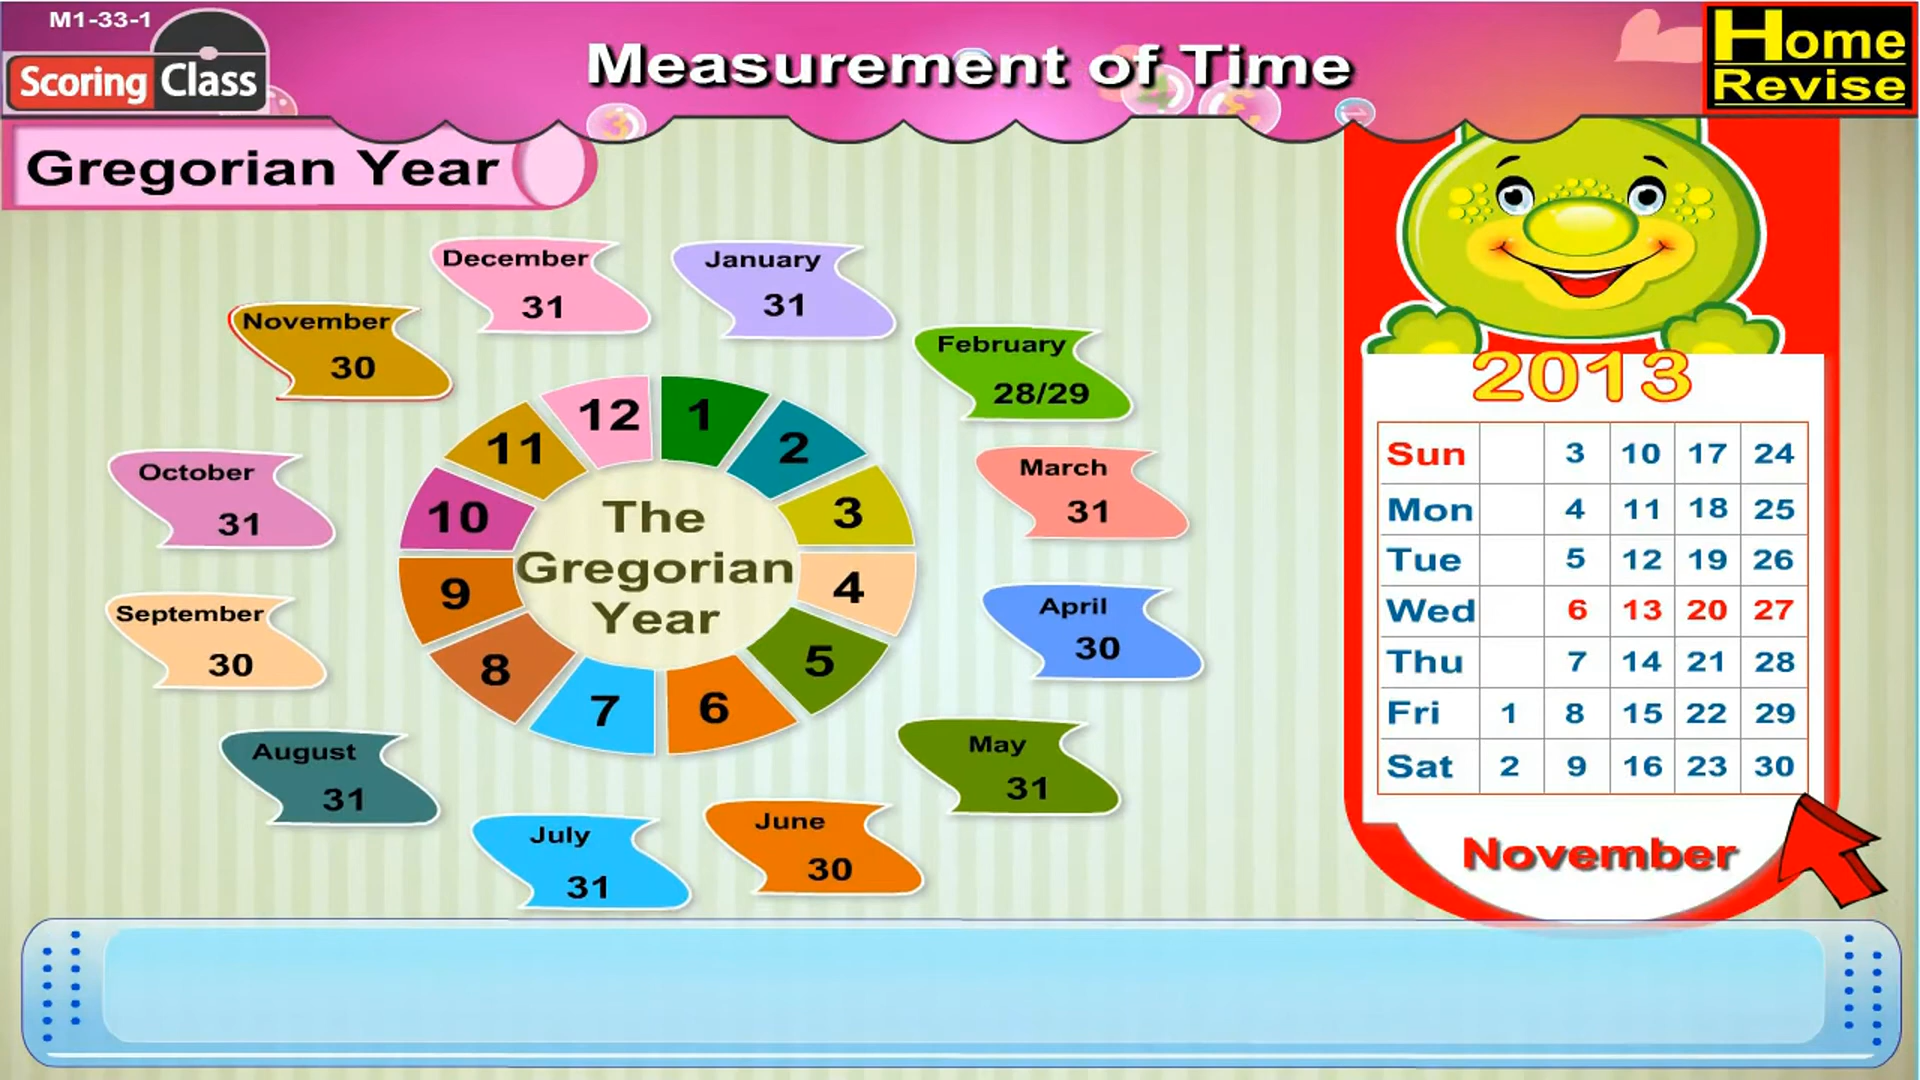 M1-33-1
Scoring Class
Measurement of Time
Home
Revise
Gregorian Year
December
31
January
31
November
30
February
28/29
October
31
March
31
September
30
April
30
August
31
May
31
July
31
June
30
12
1
11
2
10
3
9
4
8
5
7
6
The
Gregorian
Year
2013
Sun 3 10 17 24
Mon 4 11 18 25
Tue 5 12 19 26
Wed 6 13 20 27
Thu 7 14 21 28
Fri 1 8 15 22 29
Sat 2 9 16 23 30
November